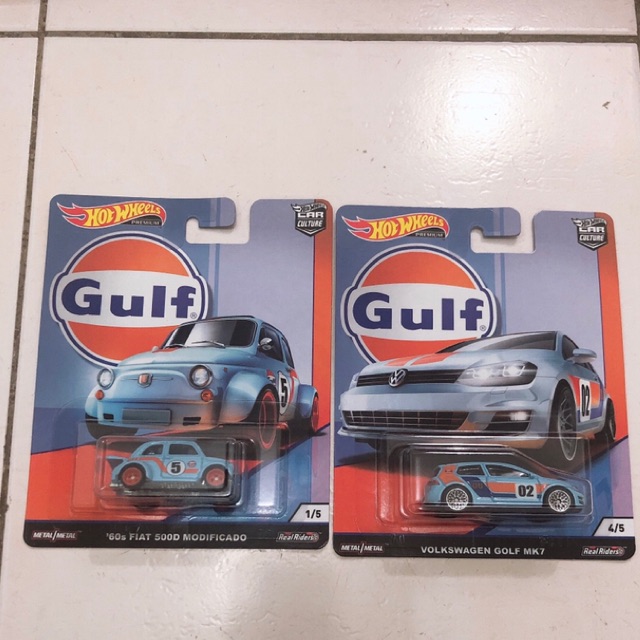 HOT WHEELS
PREMIUM
CAR
CULTURE
Gulf
5
5
1/5
METAL/METAL
'60s FIAT 500D MODIFICADO
Real Riders
HOT WHEELS
PREMIUM
CAR
CULTURE
Gulf
02
02
4/5
METAL/METAL
VOLKSWAGEN GOLF MK7
Real Riders